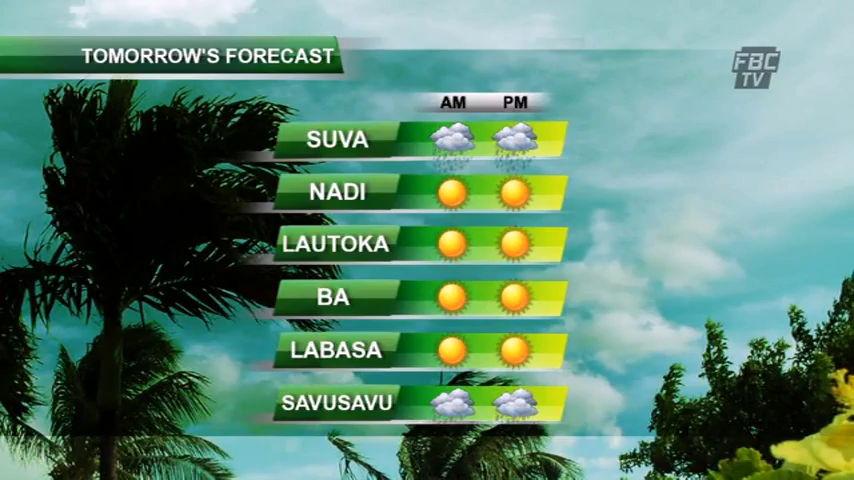 TOMORROW'S FORECAST
FBC
TV
AM PM
SUVA
NADI
LAUTOKA
BA
LABASA
SAVUSAVU